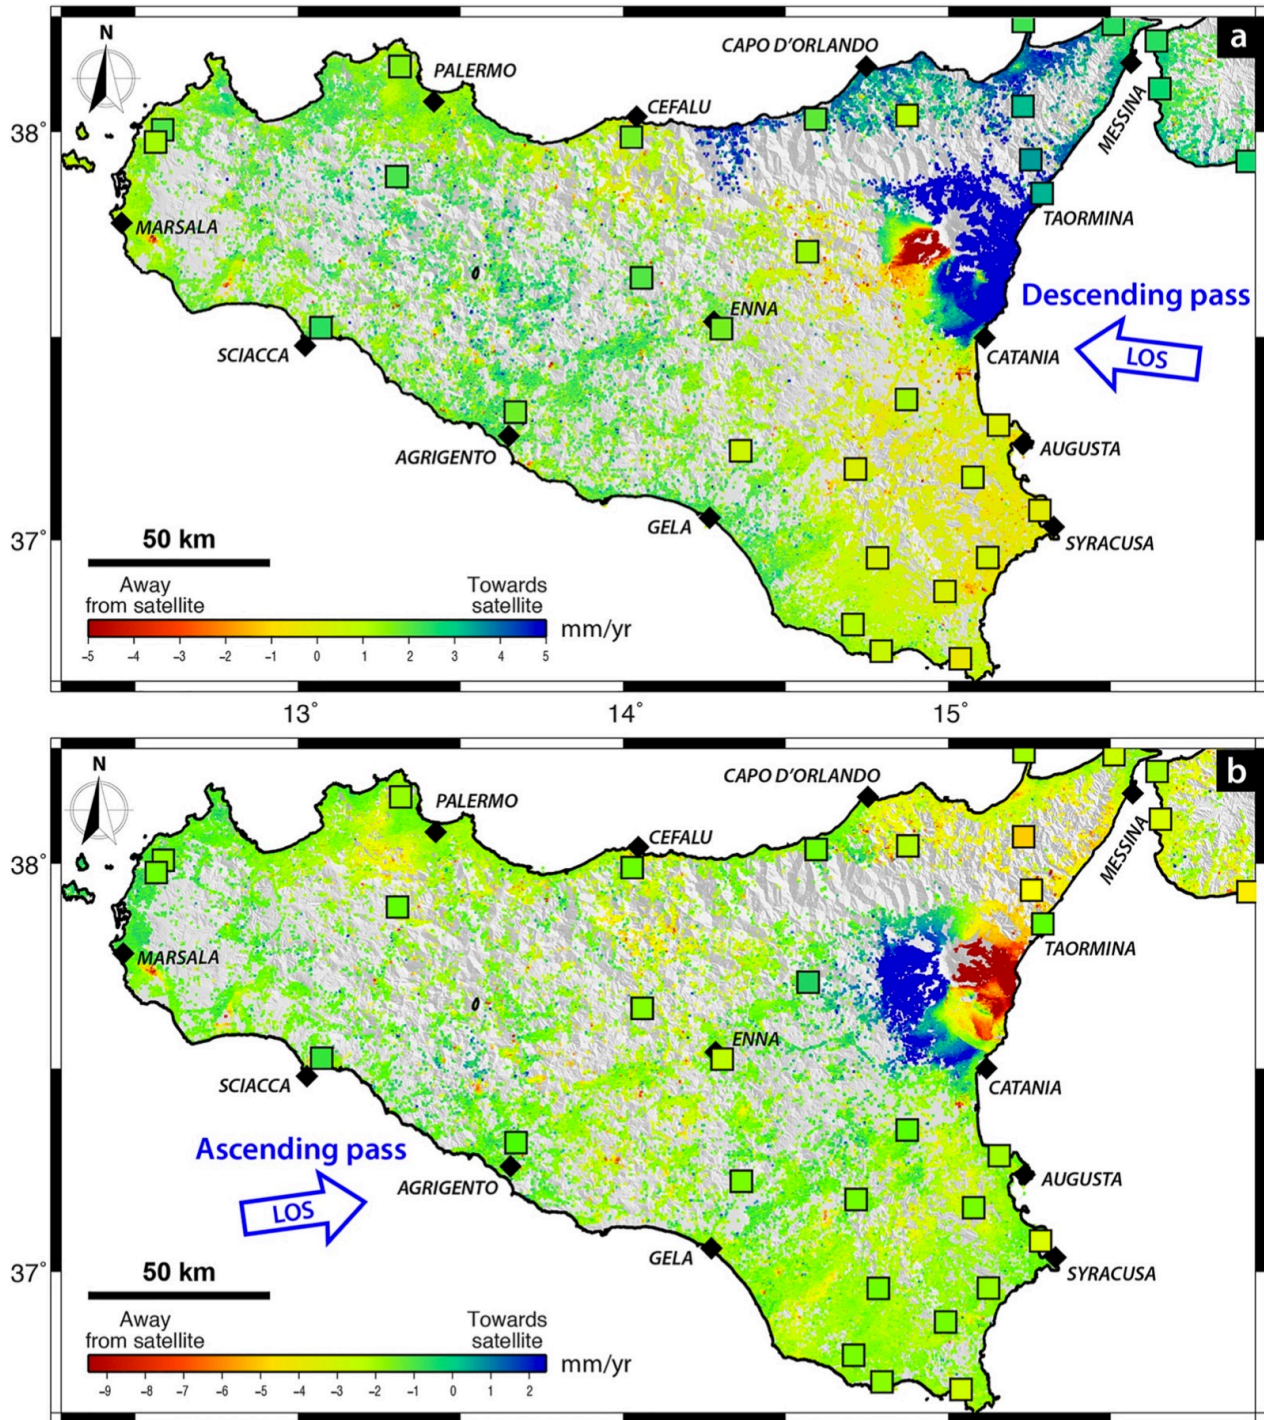 a
N
CAPO D'ORLANDO
PALERMO
CEFALU
MESSINA
38°
MARSALA
TAORMINA
ENNA
Descending pass
LOS
SCIACCA
CATANIA
AGRIGENTO
AUGUSTA
GELA
37°
50 km
SYRACUSA
Away
from satellite
Towards
satellite
mm/yr
-5 -4 -3 -2 -1 0 1 2 3 4 5
13° 14° 15°
b
N
CAPO D'ORLANDO
PALERMO
CEFALU
MESSINA
38°
MARSALA
TAORMINA
ENNA
SCIACCA
CATANIA
Ascending pass
LOS
AGRIGENTO
AUGUSTA
GELA
37°
50 km
SYRACUSA
Away
from satellite
Towards
satellite
mm/yr
-9 -8 -7 -6 -5 -4 -3 -2 -1 0 1 2